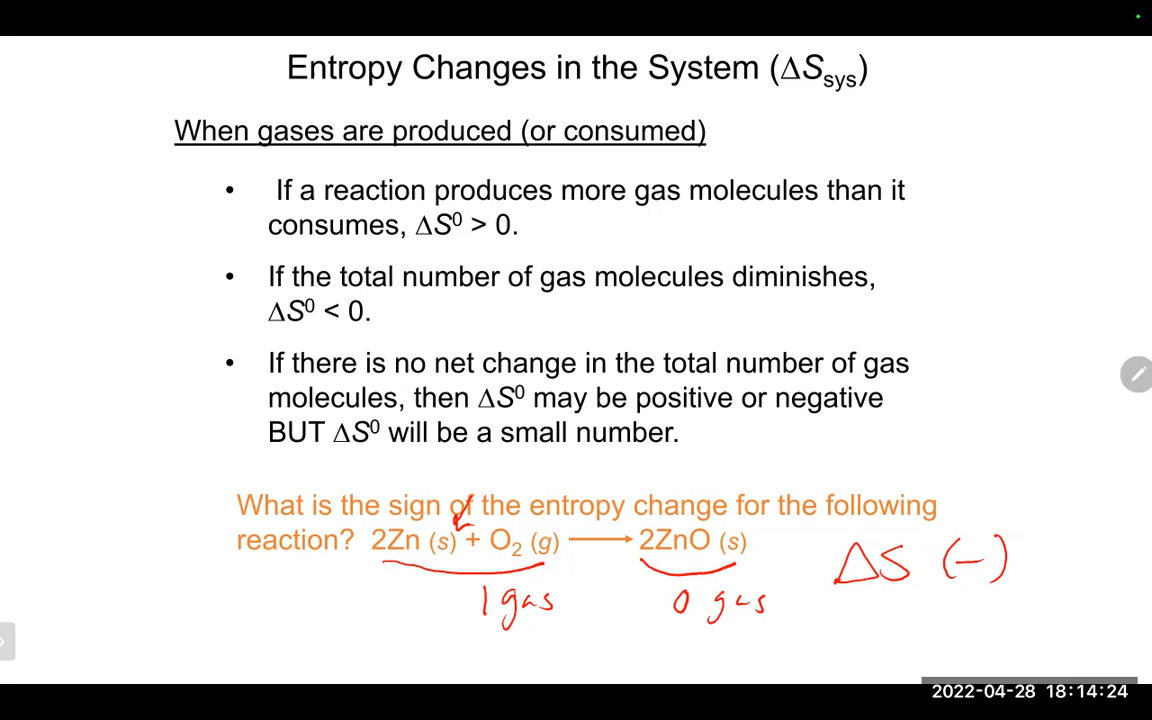 Entropy Changes in the System (ΔS_sys)
When gases are produced (or consumed)
• If a reaction produces more gas molecules than it
consumes, ΔS⁰ > 0.
• If the total number of gas molecules diminishes,
ΔS⁰ < 0.
• If there is no net change in the total number of gas
molecules, then ΔS⁰ may be positive or negative
BUT ΔS⁰ will be a small number.
What is the sign of the entropy change for the following
reaction? 2Zn (s) + O₂ (g) ⟶ 2ZnO (s)
ΔS (−)
1 gas 0 gas
2022-04-28 18:14:24